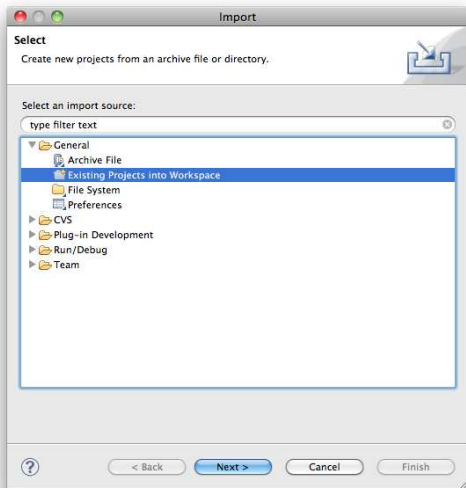 Import
Select
Create new projects from an archive file or directory.
Select an import source:
type filter text
General
Archive File
Existing Projects into Workspace
File System
Preferences
CVS
Plug-in Development
Run/Debug
Team
?
< Back
Next >
Cancel
Finish